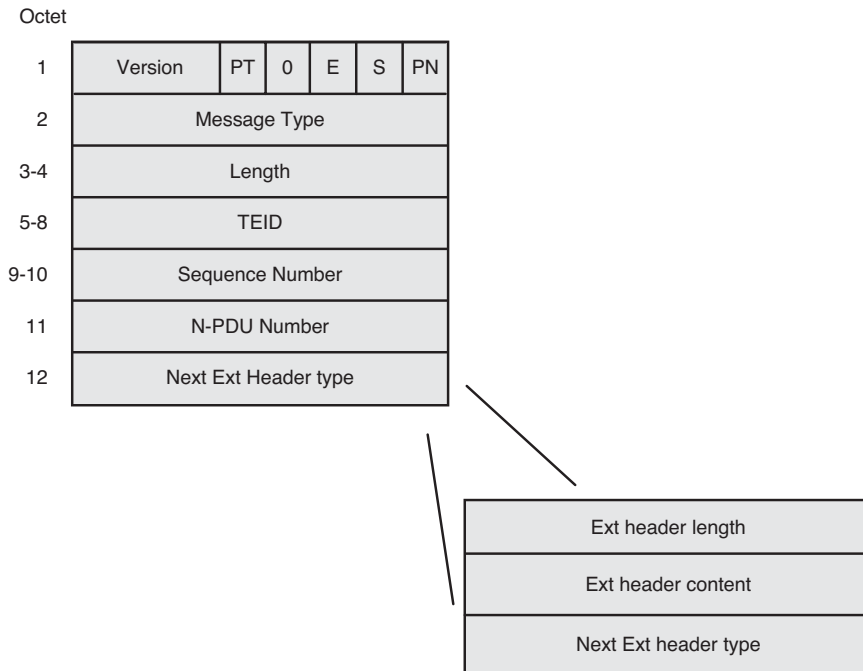 Octet
1 Version PT 0 E S PN
2 Message Type
3-4 Length
5-8 TEID
9-10 Sequence Number
11 N-PDU Number
12 Next Ext Header type
Ext header length
Ext header content
Next Ext header type